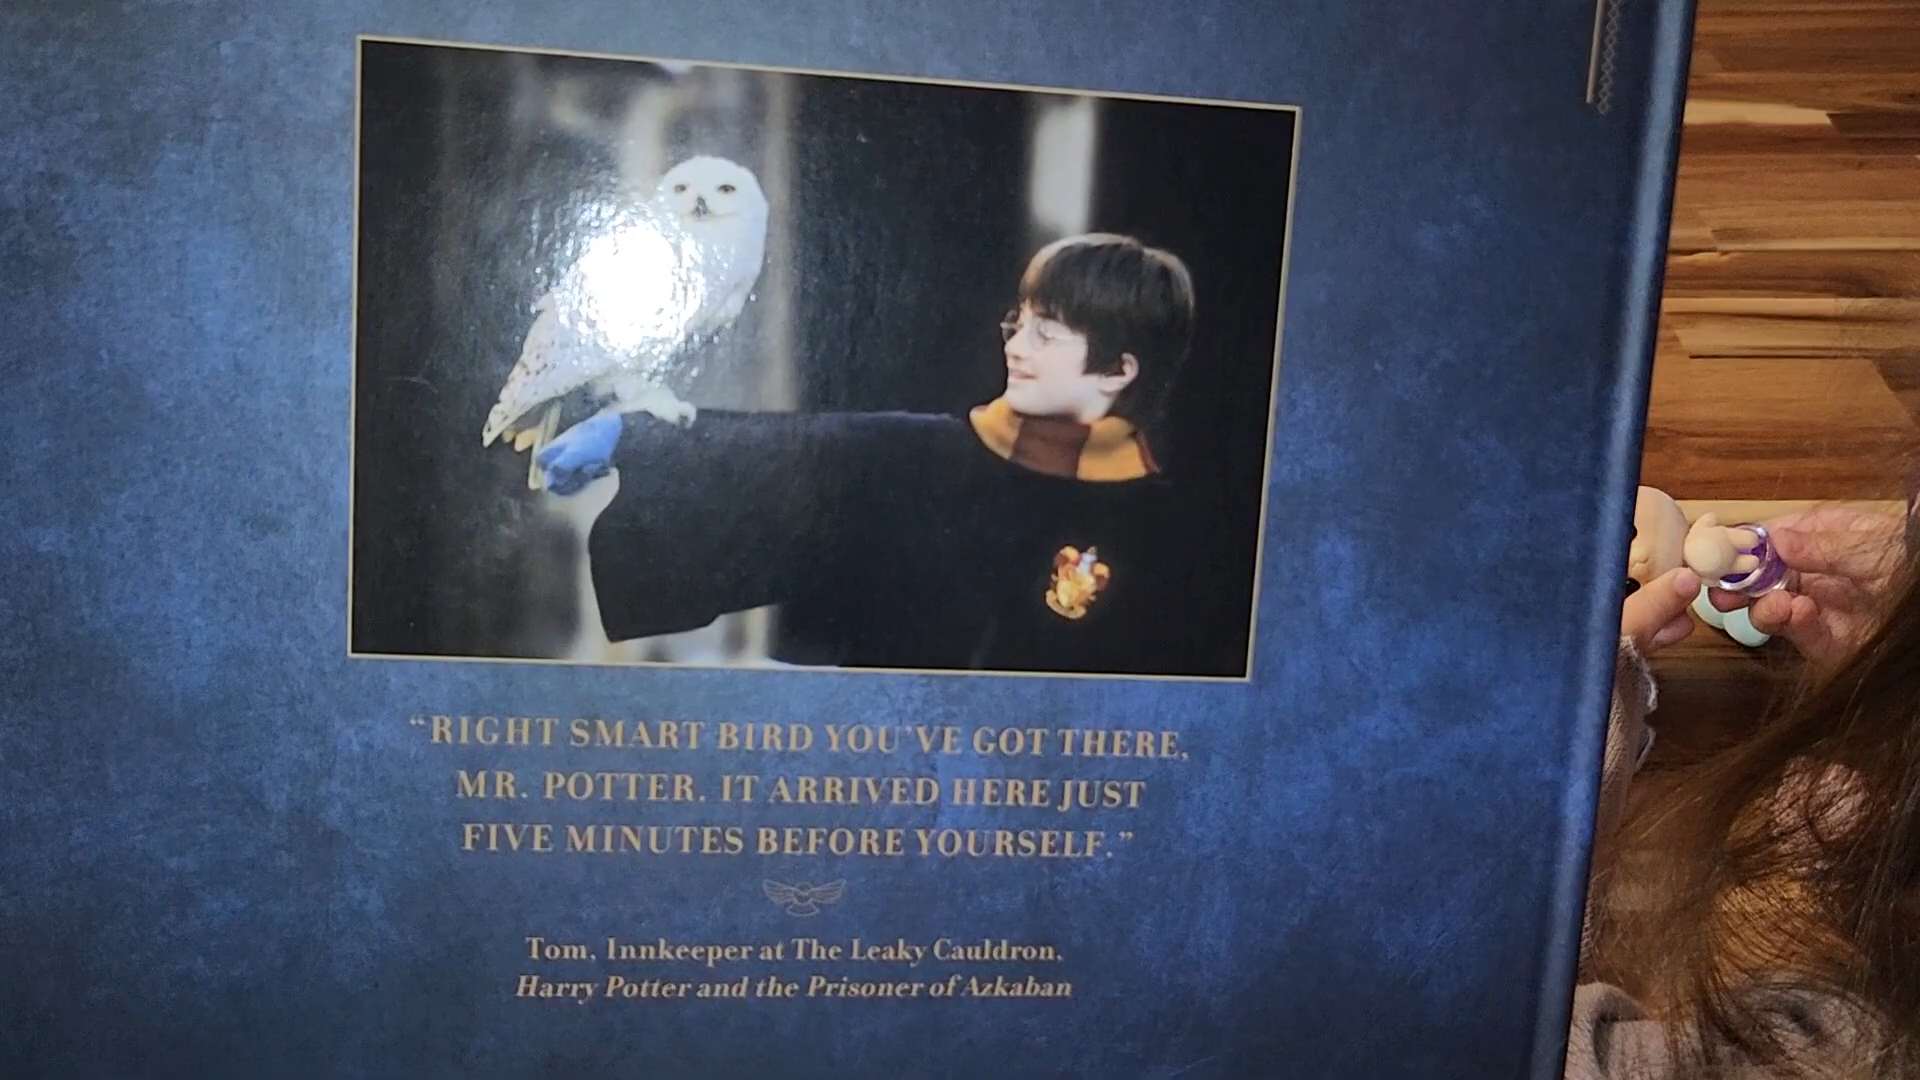 “RIGHT SMART BIRD YOU’VE GOT THERE,
MR. POTTER. IT ARRIVED HERE JUST
FIVE MINUTES BEFORE YOURSELF.”
Tom, Innkeeper at The Leaky Cauldron,
Harry Potter and the Prisoner of Azkaban